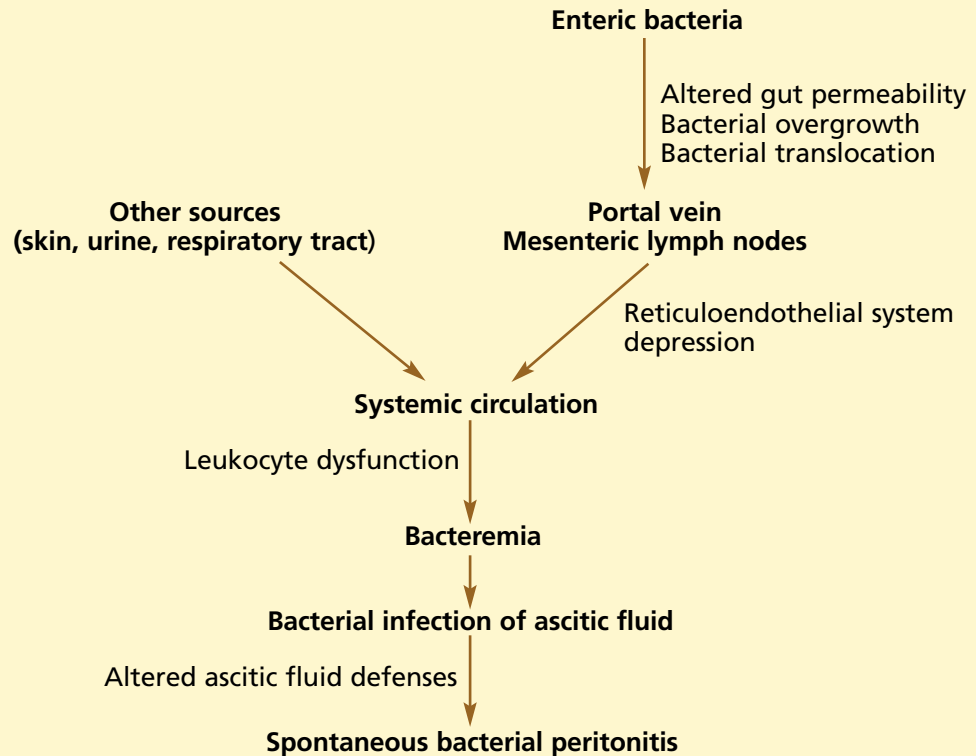 Enteric bacteria
Altered gut permeability
Bacterial overgrowth
Bacterial translocation
Other sources
(skin, urine, respiratory tract)
Portal vein
Mesenteric lymph nodes
Reticuloendothelial system
depression
Systemic circulation
Leukocyte dysfunction
Bacteremia
Bacterial infection of ascitic fluid
Altered ascitic fluid defenses
Spontaneous bacterial peritonitis